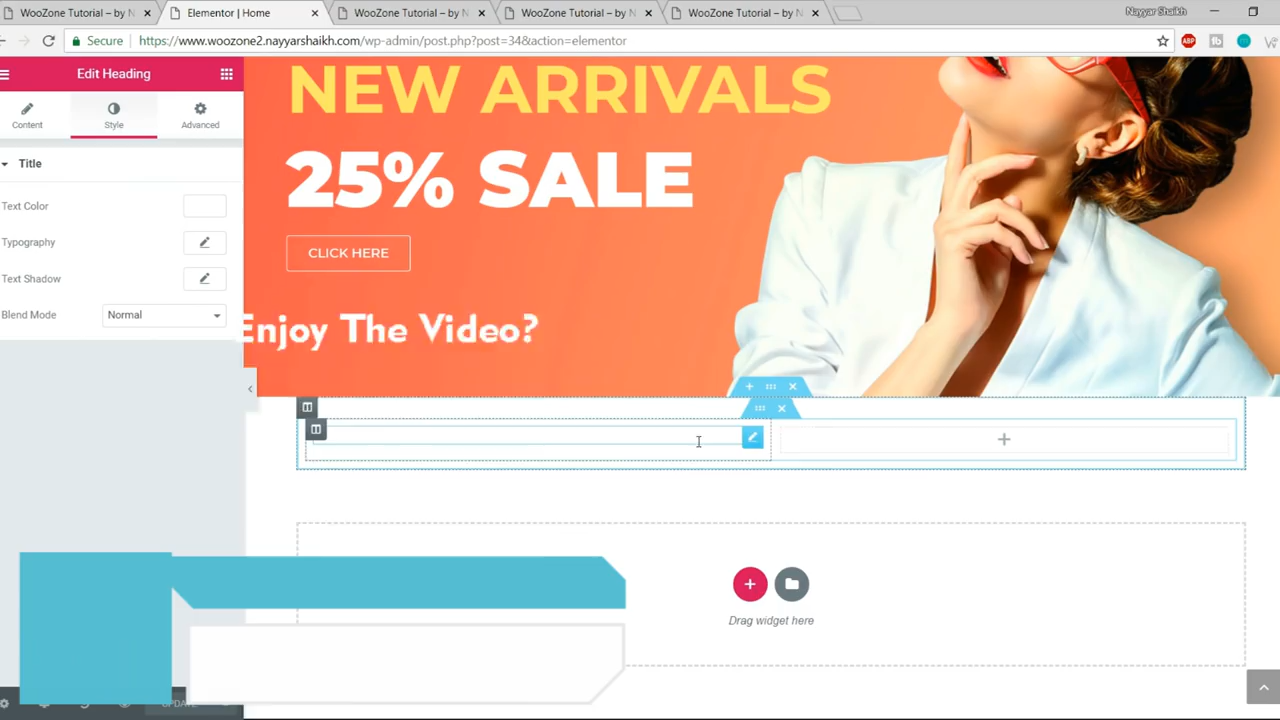 WooZone Tutorial – by N
Elementor | Home
WooZone Tutorial – by N
WooZone Tutorial – by N
WooZone Tutorial – by N
Nayyar Shaikh
Secure
https://www.woozone2.nayyarshaikh.com/wp-admin/post.php?post=34&action=elementor
ABP
Edit Heading
Content
Style
Advanced
Title
Text Color
Typography
Text Shadow
Blend Mode
Normal
NEW ARRIVALS
25% SALE
CLICK HERE
Enjoy The Video?
Drag widget here
UPDATE